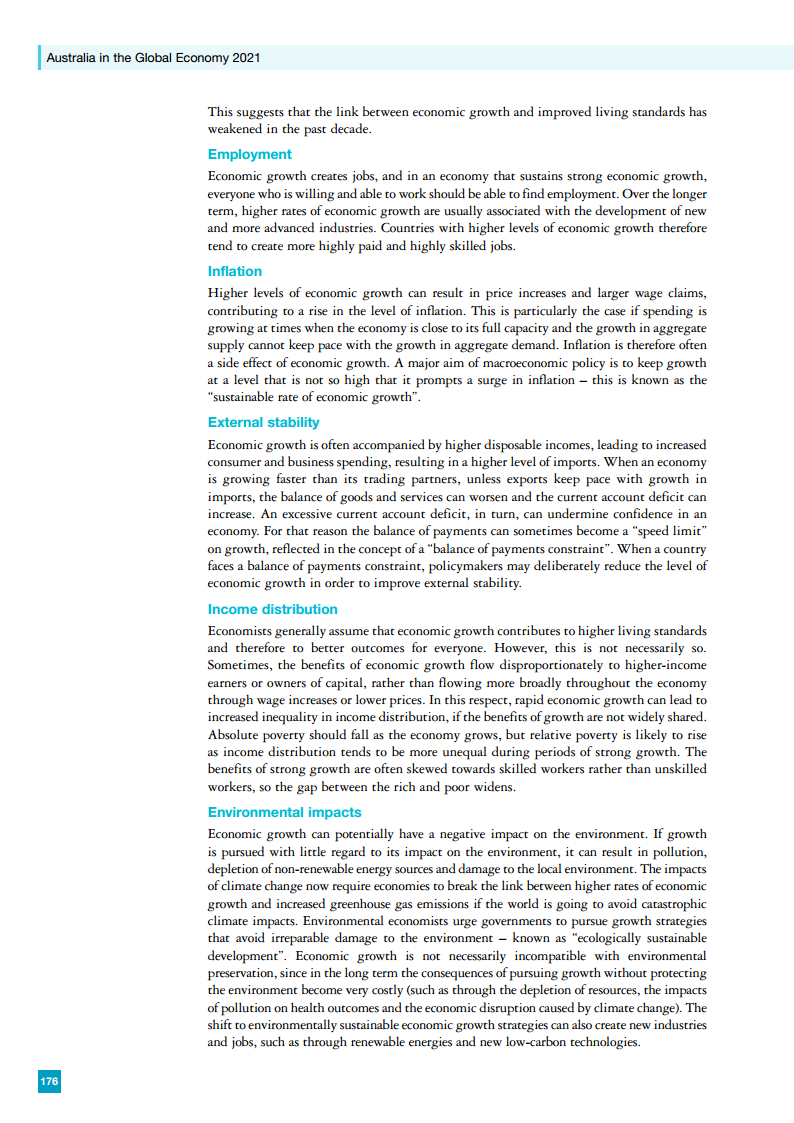 Australia in the Global Economy 2021
This suggests that the link between economic growth and improved living standards has
weakened in the past decade.
Employment
Economic growth creates jobs, and in an economy that sustains strong economic growth,
everyone who is willing and able to work should be able to find employment. Over the longer
term, higher rates of economic growth are usually associated with the development of new
and more advanced industries. Countries with higher levels of economic growth therefore
tend to create more highly paid and highly skilled jobs.
Inflation
Higher levels of economic growth can result in price increases and larger wage claims,
contributing to a rise in the level of inflation. This is particularly the case if spending is
growing at times when the economy is close to its full capacity and the growth in aggregate
supply cannot keep pace with the growth in aggregate demand. Inflation is therefore often
a side effect of economic growth. A major aim of macroeconomic policy is to keep growth
at a level that is not so high that it prompts a surge in inflation – this is known as the
“sustainable rate of economic growth”.
External stability
Economic growth is often accompanied by higher disposable incomes, leading to increased
consumer and business spending, resulting in a higher level of imports. When an economy
is growing faster than its trading partners, unless exports keep pace with growth in
imports, the balance of goods and services can worsen and the current account deficit can
increase. An excessive current account deficit, in turn, can undermine confidence in an
economy. For that reason the balance of payments can sometimes become a “speed limit”
on growth, reflected in the concept of a “balance of payments constraint”. When a country
faces a balance of payments constraint, policymakers may deliberately reduce the level of
economic growth in order to improve external stability.
Income distribution
Economists generally assume that economic growth contributes to higher living standards
and therefore to better outcomes for everyone. However, this is not necessarily so.
Sometimes, the benefits of economic growth flow disproportionately to higher-income
earners or owners of capital, rather than flowing more broadly throughout the economy
through wage increases or lower prices. In this respect, rapid economic growth can lead to
increased inequality in income distribution, if the benefits of growth are not widely shared.
Absolute poverty should fall as the economy grows, but relative poverty is likely to rise
as income distribution tends to be more unequal during periods of strong growth. The
benefits of strong growth are often skewed towards skilled workers rather than unskilled
workers, so the gap between the rich and poor widens.
Environmental impacts
Economic growth can potentially have a negative impact on the environment. If growth
is pursued with little regard to its impact on the environment, it can result in pollution,
depletion of non-renewable energy sources and damage to the local environment. The impacts
of climate change now require economies to break the link between higher rates of economic
growth and increased greenhouse gas emissions if the world is going to avoid catastrophic
climate impacts. Environmental economists urge governments to pursue growth strategies
that avoid irreparable damage to the environment – known as “ecologically sustainable
development”. Economic growth is not necessarily incompatible with environmental
preservation, since in the long term the consequences of pursuing growth without protecting
the environment become very costly (such as through the depletion of resources, the impacts
of pollution on health outcomes and the economic disruption caused by climate change). The
shift to environmentally sustainable economic growth strategies can also create new industries
and jobs, such as through renewable energies and new low-carbon technologies.
176